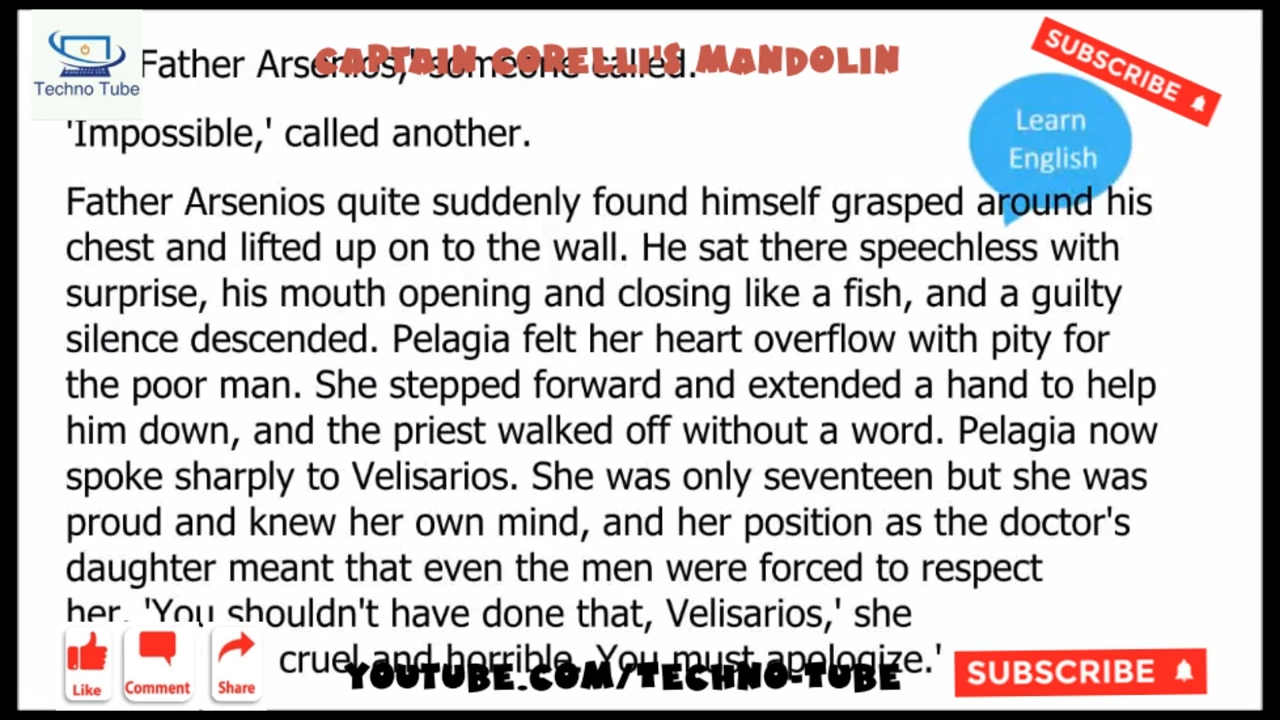 Techno Tube
CAPTAIN CORELLI'S MANDOLIN
SUBSCRIBE
Learn
English
Father Arsenios,' someone called.
'Impossible,' called another.
Father Arsenios quite suddenly found himself grasped around his
chest and lifted up on to the wall. He sat there speechless with
surprise, his mouth opening and closing like a fish, and a guilty
silence descended. Pelagia felt her heart overflow with pity for
the poor man. She stepped forward and extended a hand to help
him down, and the priest walked off without a word. Pelagia now
spoke sharply to Velisarios. She was only seventeen but she was
proud and knew her own mind, and her position as the doctor's
daughter meant that even the men were forced to respect
her. 'You shouldn't have done that, Velisarios,' she
cruel and horrible. You must apologize.'
YOUTUBE.COM/TECHNO-TUBE
Like
Comment
Share
SUBSCRIBE